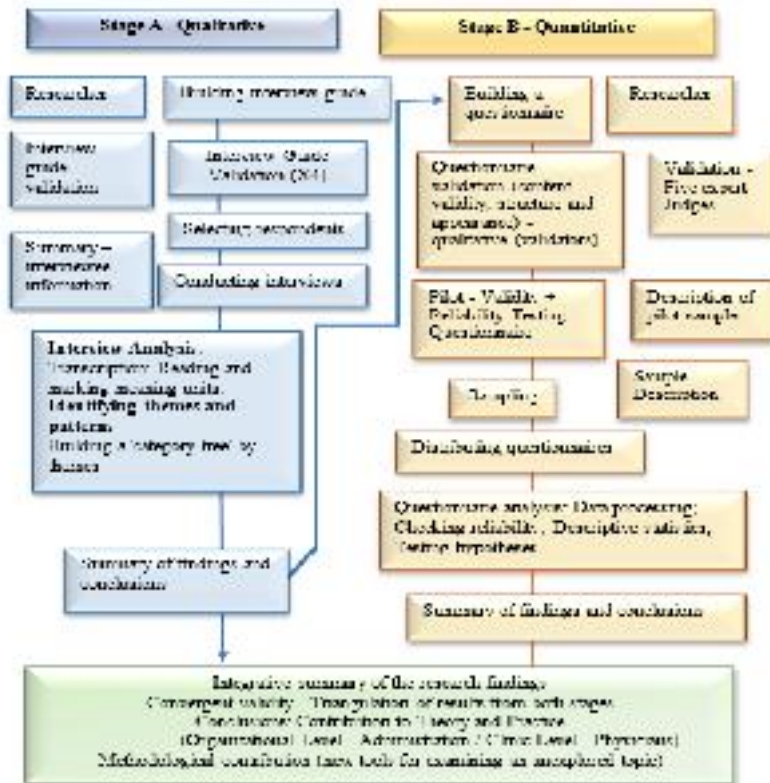 Stage A - Qualitative
Stage B - Quantitative
Researcher
Building interview guide
Interview
guide
validation
Interview Guide
Validation
Selecting respondents
Summary –
interviewee
information
Conducting interviews
Interview Analysis:
Transcription: Reading and
marking meaning units.
Identifying themes and
patterns
Building a 'category tree' by
themes
Summary of findings and
conclusions
Building a
questionnaire
Researcher
Questionnaire
validation (content
validity, structure and
appearance) –
qualitative (validators)
Validation -
Five expert
Judges
Pilot - Validity +
Reliability Testing
Questionnaire
Description of
pilot sample
Sampling
Sample
Description
Distributing questionnaires
Questionnaire analysis: Data processing;
Checking reliability; Descriptive statistics;
Testing hypotheses
Summary of findings and conclusions
Integrative summary of the research findings
Convergent validity - Triangulation of results from both stages
Conclusions: Contribution to Theory and Practice
(Organizational Level - Administration / Clinic Level - Physicians)
Methodological contribution (new tools for examining an unexplored topic)